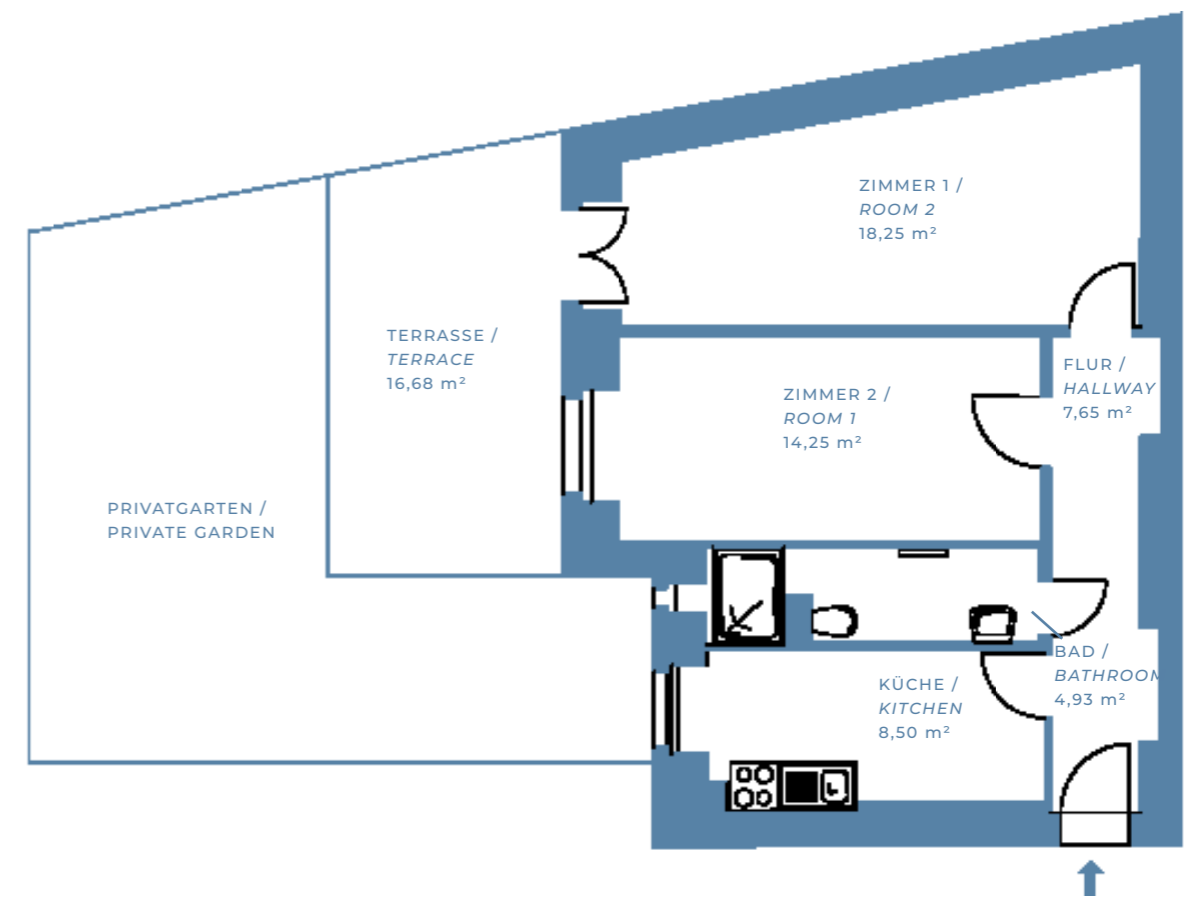 ZIMMER 1 /
ROOM 2
18,25 m²
TERRASSE /
TERRACE
16,68 m²
FLUR /
HALLWAY
7,65 m²
ZIMMER 2 /
ROOM 1
14,25 m²
PRIVATGARTEN /
PRIVATE GARDEN
BAD /
BATHROOM
4,93 m²
KÜCHE /
KITCHEN
8,50 m²